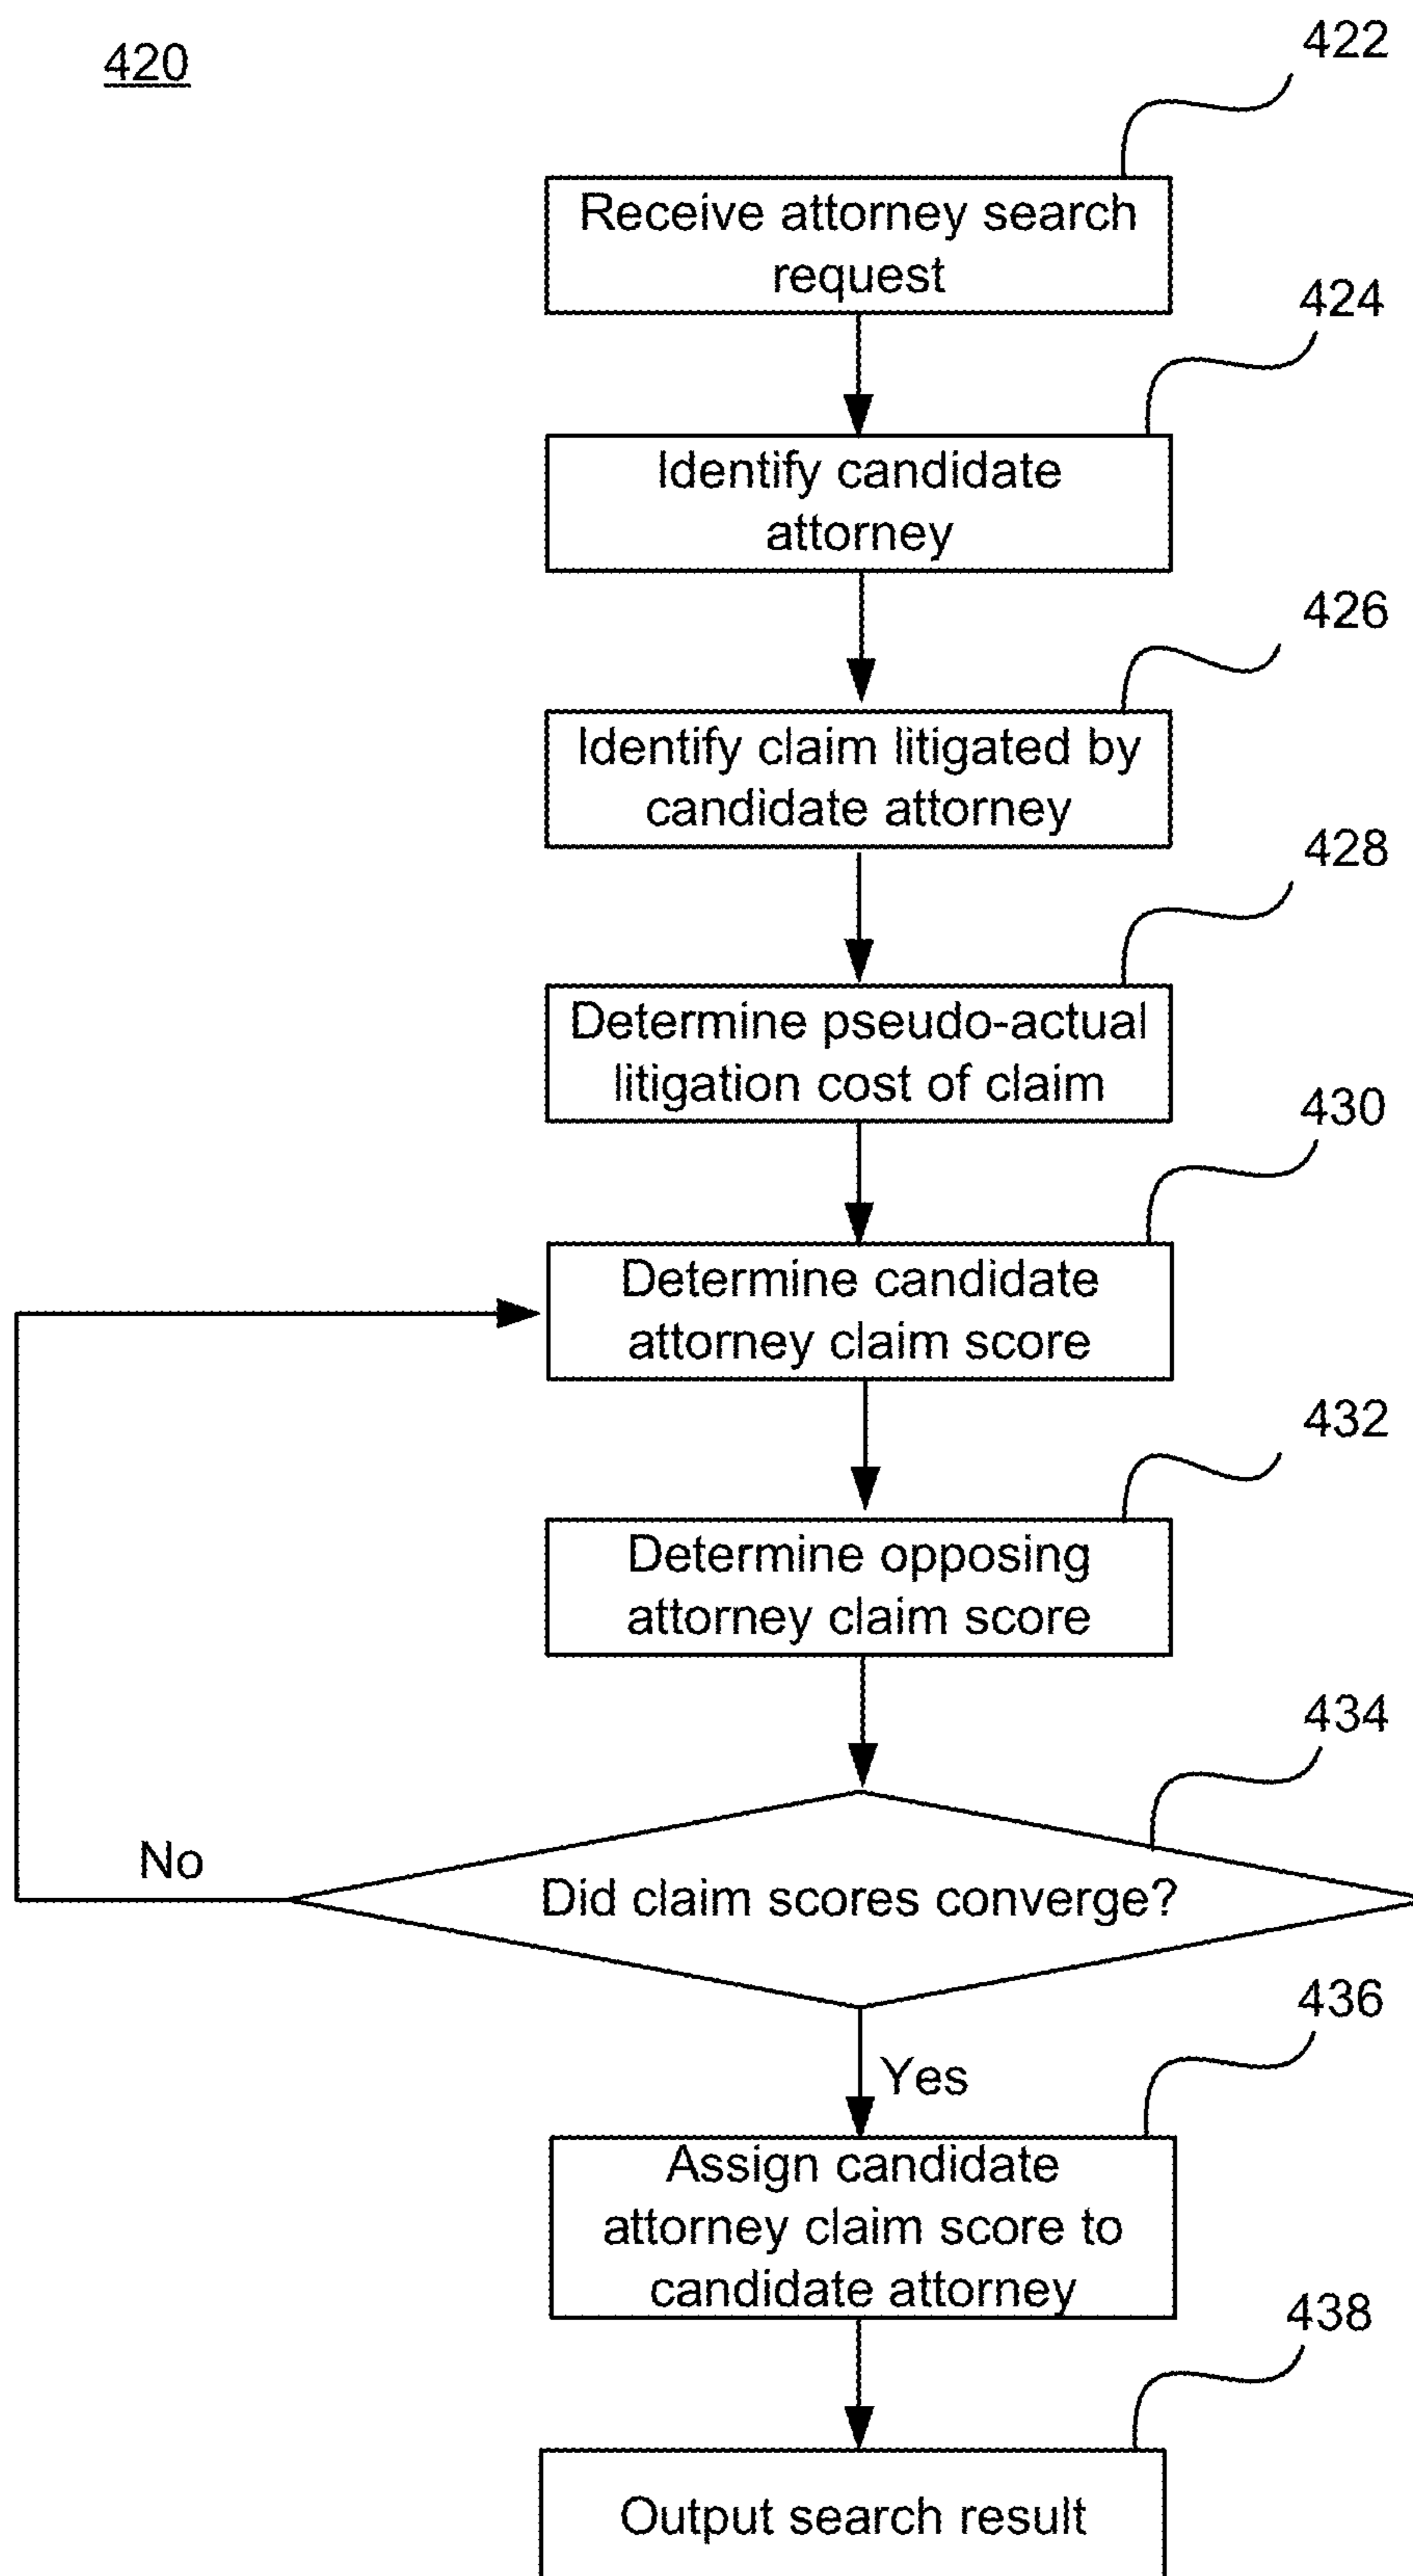 420
422
Receive attorney search
request
424
Identify candidate
attorney
426
Identify claim litigated by
candidate attorney
428
Determine pseudo-actual
litigation cost of claim
430
Determine candidate
attorney claim score
432
Determine opposing
attorney claim score
434
Did claim scores converge?
No
Yes
436
Assign candidate
attorney claim score to
candidate attorney
438
Output search result